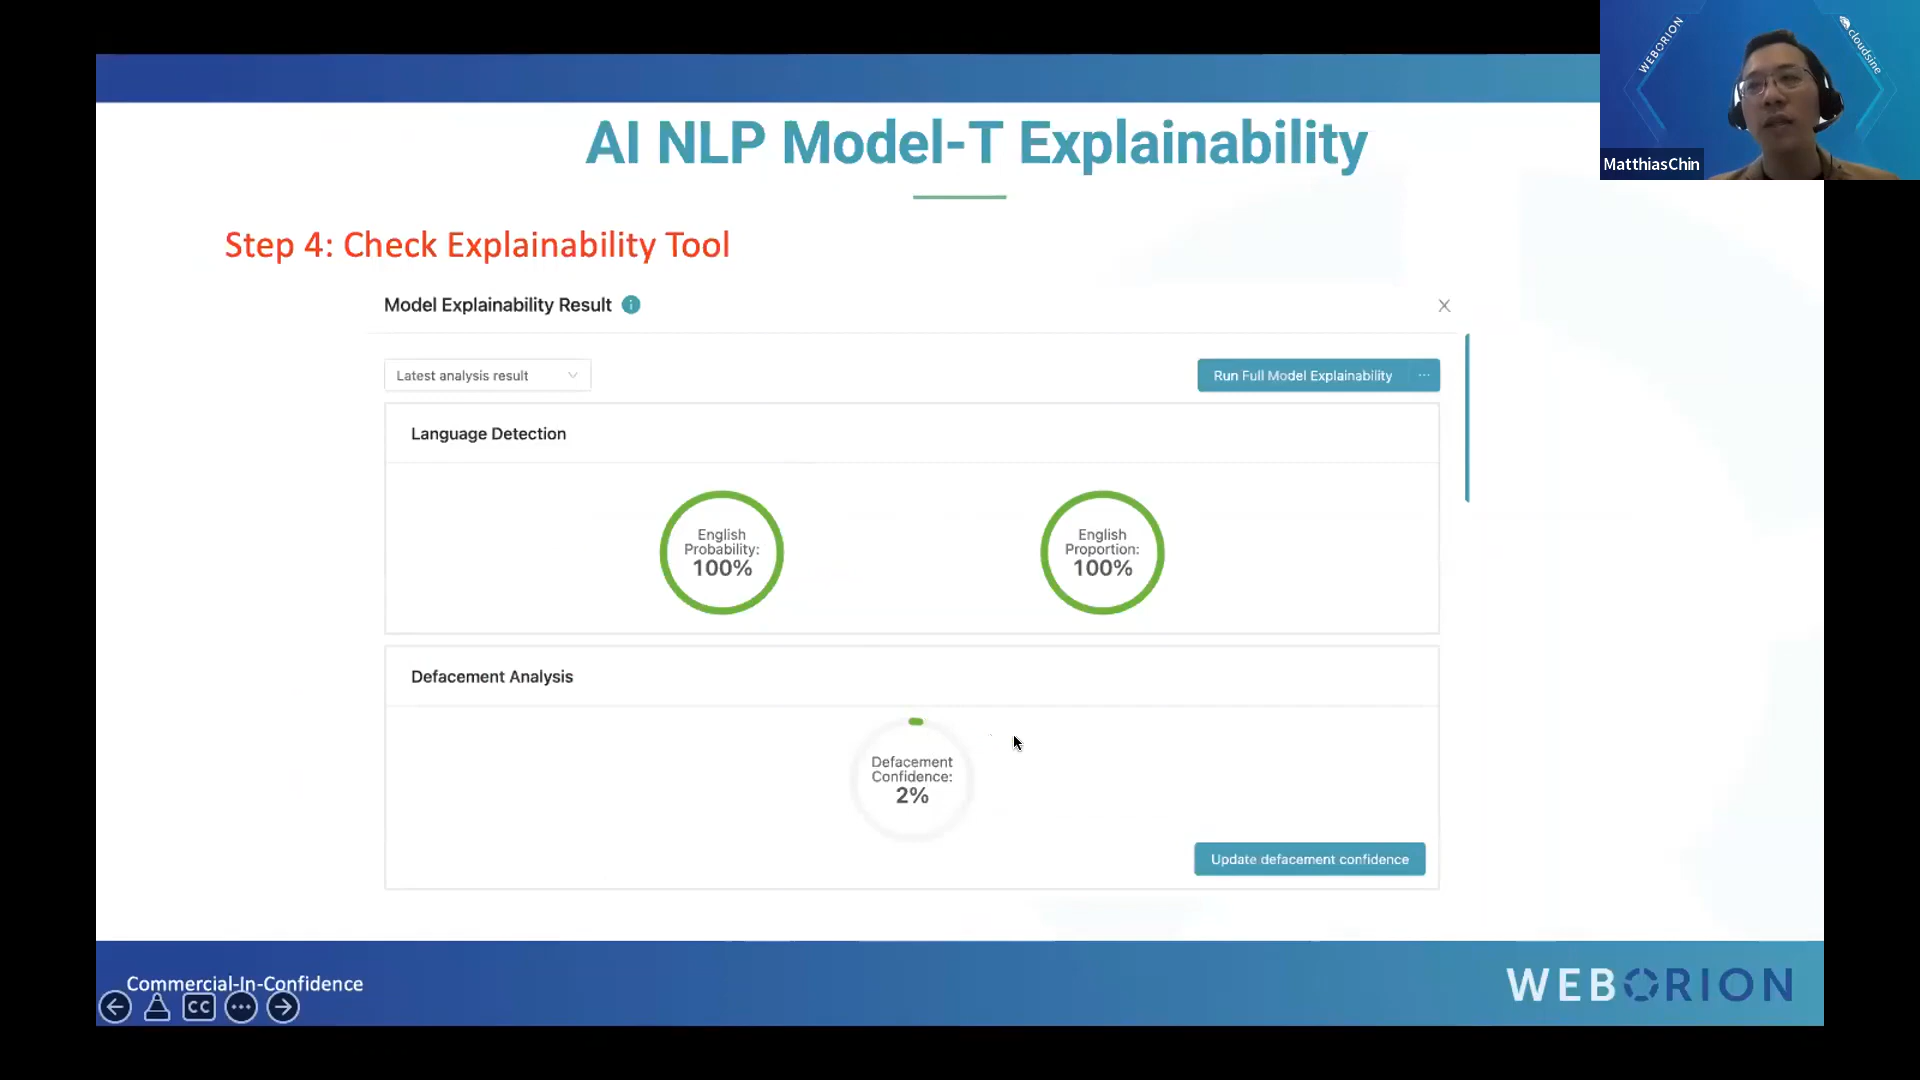 WEBORION
cloudsine
MatthiasChin
AI NLP Model-T Explainability
Step 4: Check Explainability Tool
Model Explainability Result
Latest analysis result
Run Full Model Explainability
Language Detection
English
Probability:
100%
English
Proportion:
100%
Defacement Analysis
Defacement
Confidence:
2%
Update defacement confidence
Commercial-In-Confidence
CC
WEBORION